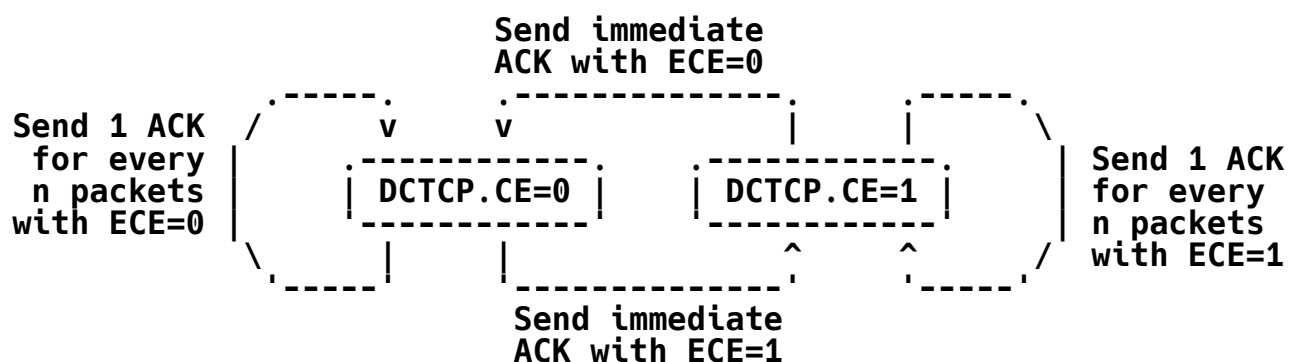 Send immediate
ACK with ECE=0
Send 1 ACK
for every
n packets
with ECE=0
DCTCP.CE=0
DCTCP.CE=1
Send 1 ACK
for every
n packets
with ECE=1
Send immediate
ACK with ECE=1